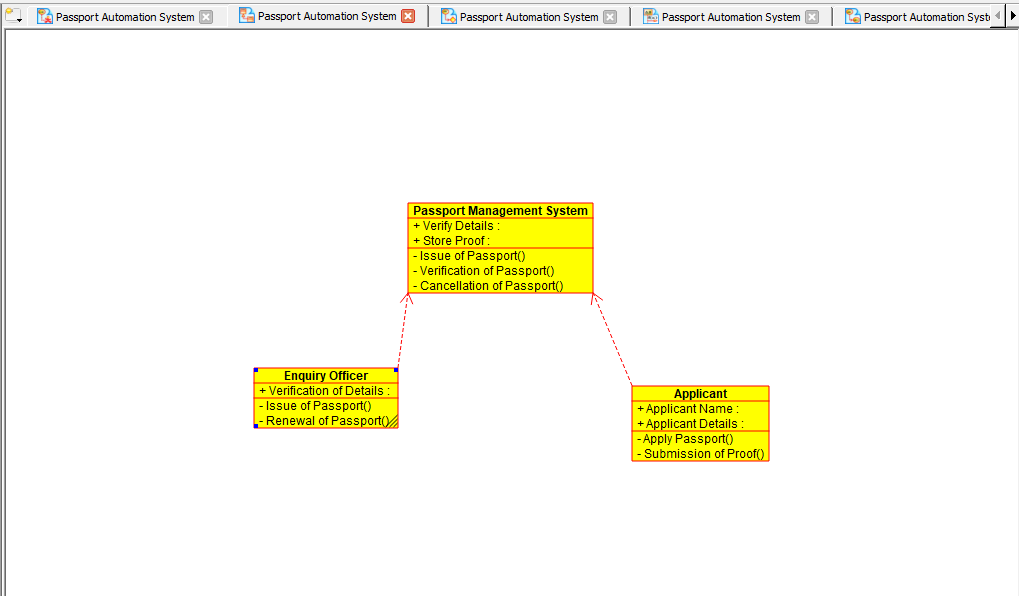 Passport Automation System
Passport Automation System
Passport Automation System
Passport Automation System
Passport Automation Syst
Passport Management System
+ Verify Details :
+ Store Proof :
- Issue of Passport()
- Verification of Passport()
- Cancellation of Passport()
Enquiry Officer
+ Verification of Details :
- Issue of Passport()
- Renewal of Passport()
Applicant
+ Applicant Name :
+ Applicant Details :
- Apply Passport()
- Submission of Proof()